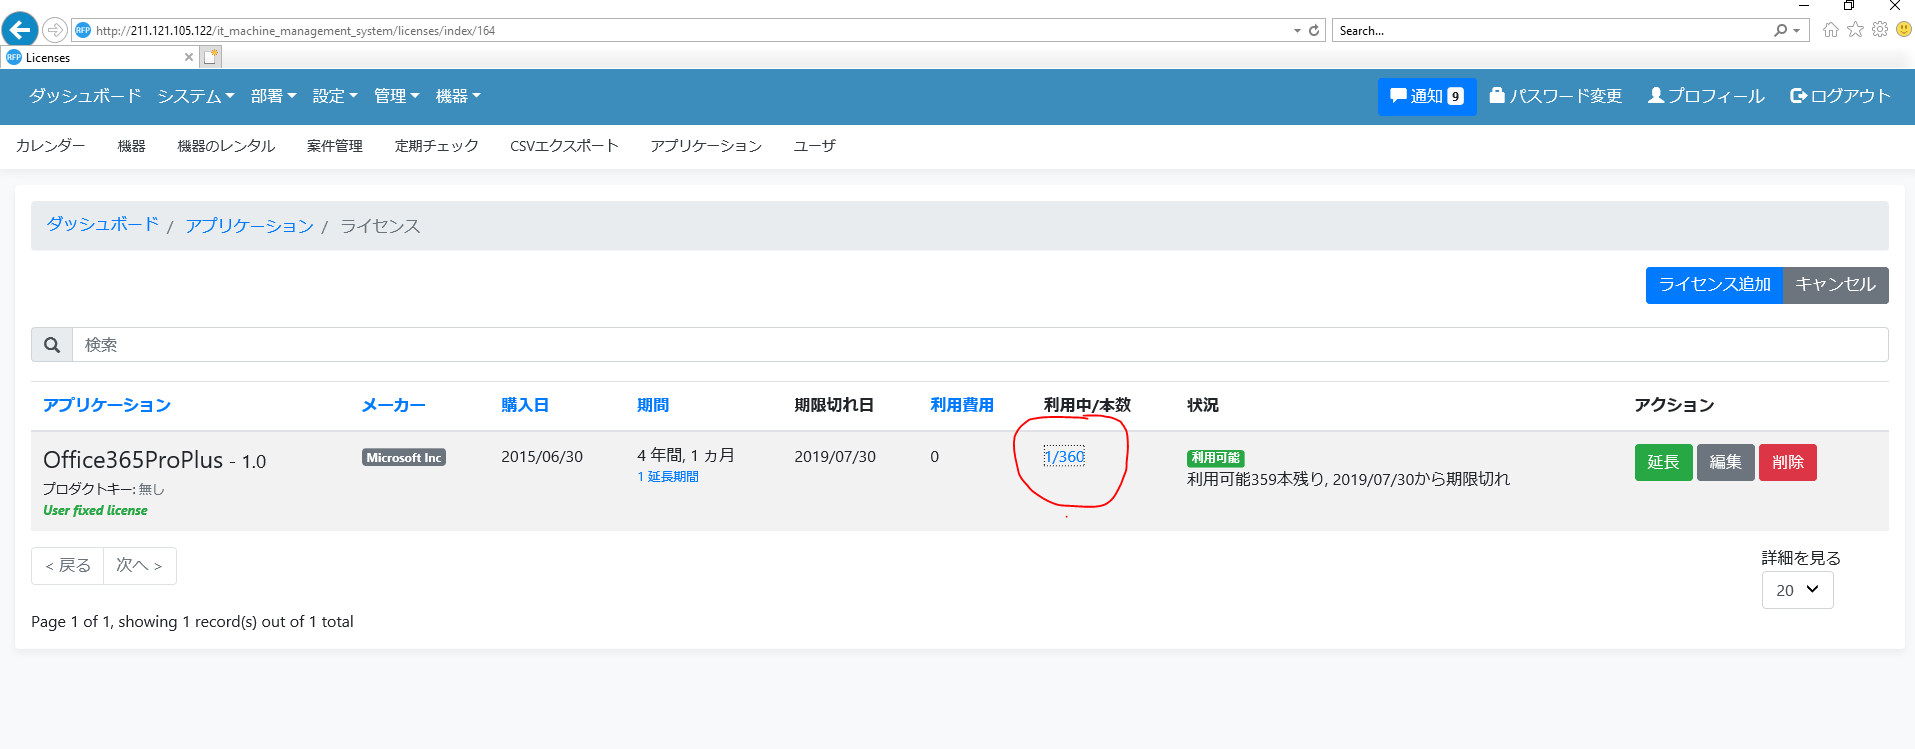 http://211.121.105.122/it_machine_management_system/licenses/index/164
Search...
RFP Licenses
ダッシュボード システム 部署 設定 管理 機器 通知 9 パスワード変更 プロフィール ログアウト
カレンダー 機器 機器のレンタル 案件管理 定期チェック CSVエクスポート アプリケーション ユーザ
ダッシュボード / アプリケーション / ライセンス
ライセンス追加 キャンセル
検索
アプリケーション メーカー 購入日 期間 期限切れ日 利用費用 利用中/本数 状況 アクション
Office365ProPlus - 1.0 Microsoft Inc 2015/06/30 4 年間, 1 ヵ月 2019/07/30 0 1/360 利用可能 延長 編集 削除
1 延長期間 利用可能359本残り, 2019/07/30から期限切れ
プロダクトキー: 無し
User fixed license
< 戻る 次へ >
詳細を見る
20
Page 1 of 1, showing 1 record(s) out of 1 total